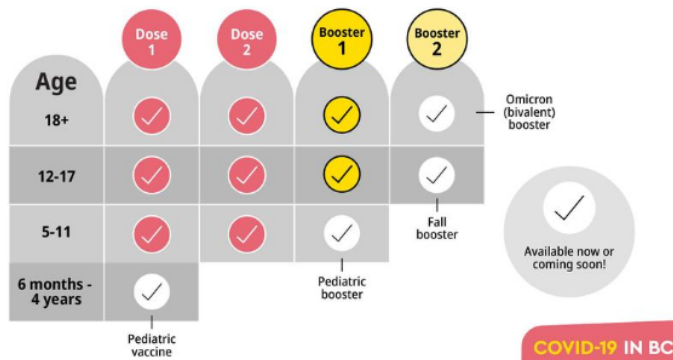 Dose
1
Dose
2
Booster
1
Booster
2
Age
18+
12-17
5-11
6 months -
4 years
Omicron
(bivalent)
booster
Fall
booster
Pediatric
booster
Pediatric
vaccine
Available now or
coming soon!
COVID-19 IN BC